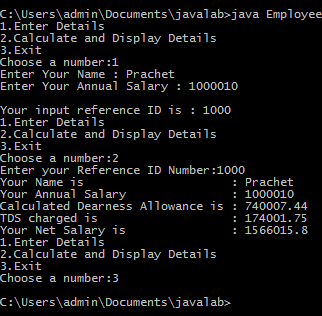 C:\Users\admin\Documents\javalab>java Employee
1.Enter Details
2.Calculate and Display Details
3.Exit
Choose a number:1
Enter Your Name : Prachet
Enter Your Annual Salary : 1000010
Your input reference ID is : 1000
1.Enter Details
2.Calculate and Display Details
3.Exit
Choose a number:2
Enter your Reference ID Number:1000
Your Name is : Prachet
Your Annual Salary : 1000010
Calculated Dearness Allowance is : 740007.44
TDS charged is : 174001.75
Your Net Salary is : 1566015.8
1.Enter Details
2.Calculate and Display Details
3.Exit
Choose a number:3
C:\Users\admin\Documents\javalab>